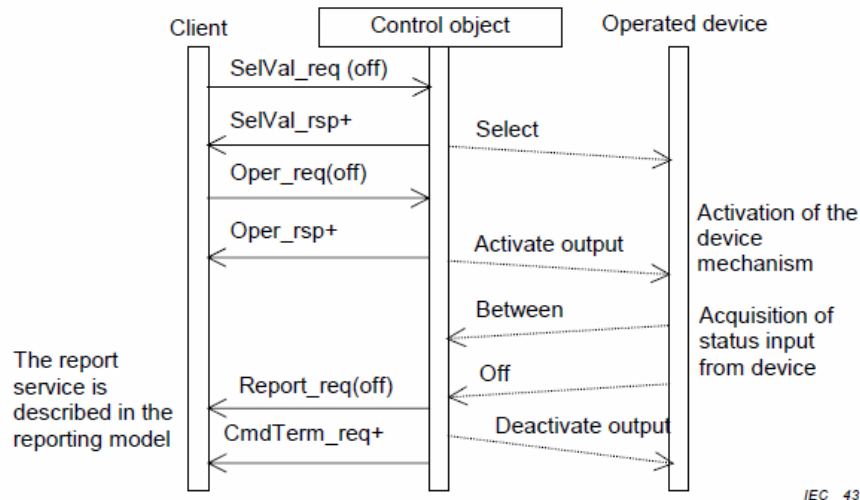 Client
Control object
Operated device
SelVal_req (off)
SelVal_rsp+
Select
Oper_req(off)
Oper_rsp+
Activate output
Activation of the
device
mechanism
Between
Acquisition of
status input
from device
Off
The report
service is
described in the
reporting model
Report_req(off)
Deactivate output
CmdTerm_req+
IEC 43